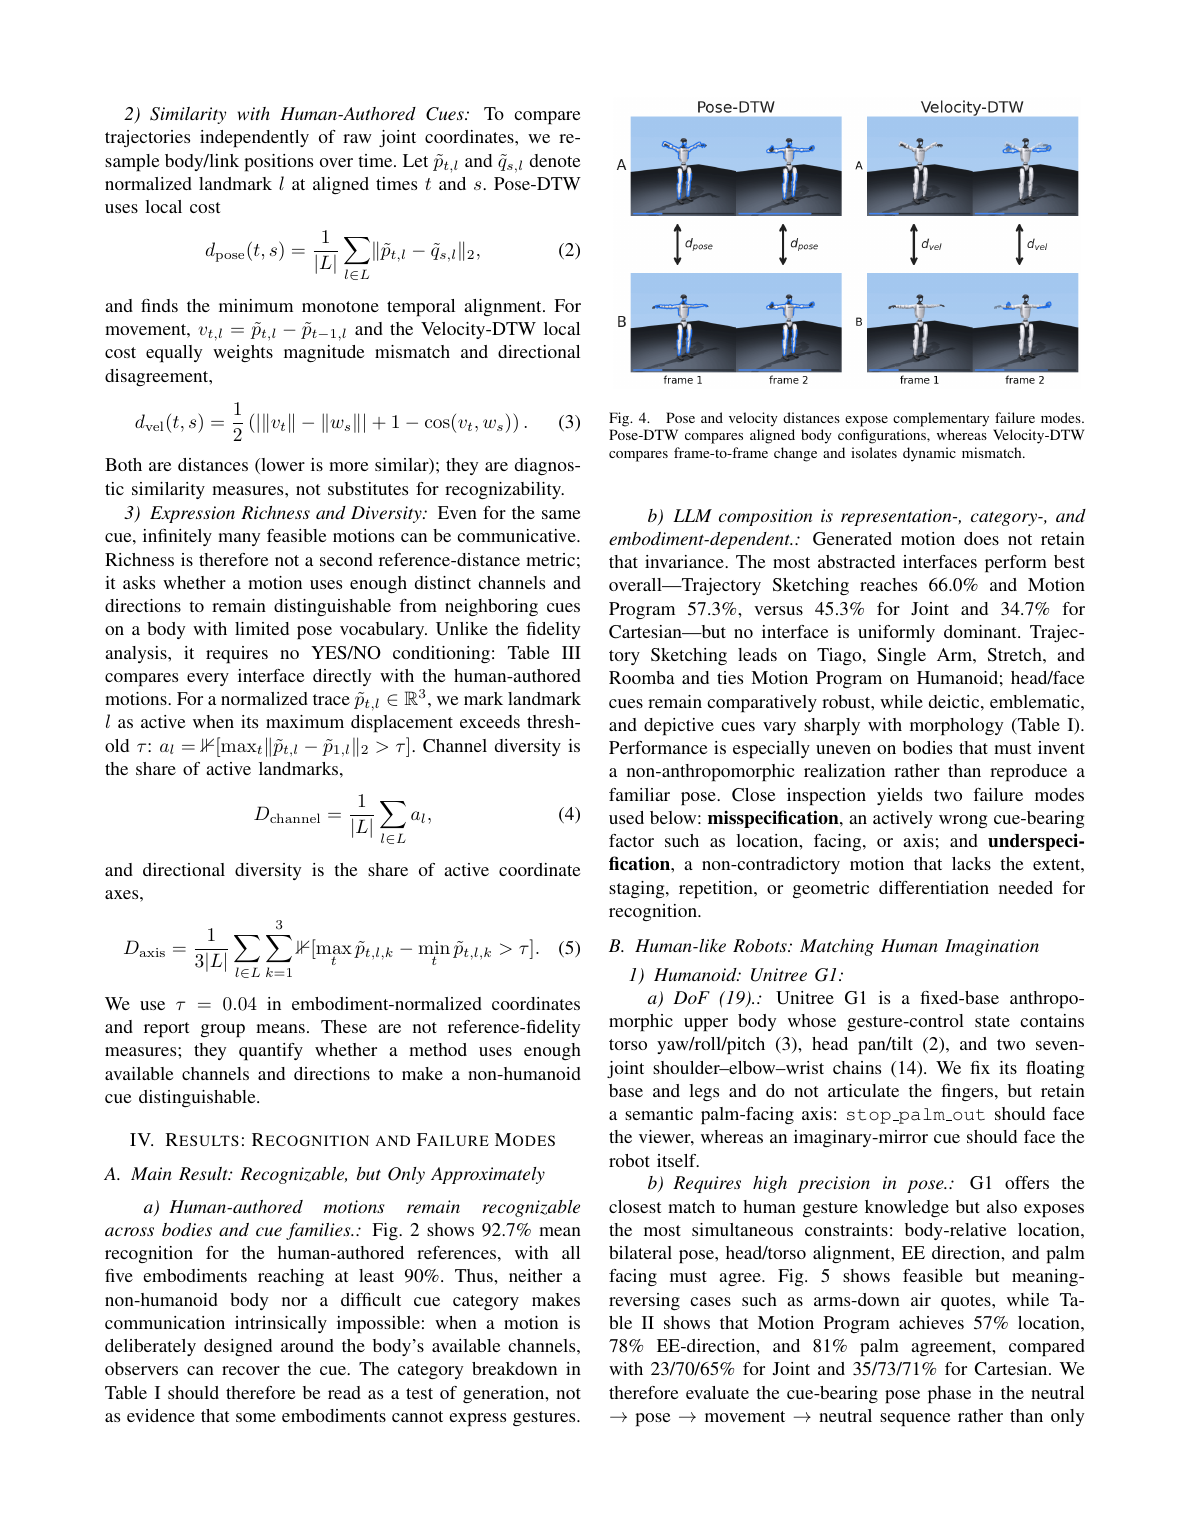 2) Similarity with Human-Authored Cues: To compare
trajectories independently of raw joint coordinates, we re-
sample body/link positions over time. Let p̃t,l and q̃s,l denote
normalized landmark l at aligned times t and s. Pose-DTW
uses local cost
dpose(t, s) = 1/|L| ∑l∈L ∥p̃t,l − q̃s,l∥2, (2)
and finds the minimum monotone temporal alignment. For
movement, vt,l = p̃t,l − p̃t−1,l and the Velocity-DTW local
cost equally weights magnitude mismatch and directional
disagreement,
dvel(t, s) = 1/2 (|∥vt∥ − ∥ws∥| + 1 − cos(vt, ws)) . (3)
Both are distances (lower is more similar); they are diagnos-
tic similarity measures, not substitutes for recognizability.
3) Expression Richness and Diversity: Even for the same
cue, infinitely many feasible motions can be communicative.
Richness is therefore not a second reference-distance metric;
it asks whether a motion uses enough distinct channels and
directions to remain distinguishable from neighboring cues
on a body with limited pose vocabulary. Unlike the fidelity
analysis, it requires no YES/NO conditioning: Table III
compares every interface directly with the human-authored
motions. For a normalized trace p̃t,l ∈ ℝ3, we mark landmark
l as active when its maximum displacement exceeds thresh-
old τ: al = ⊮[maxt∥p̃t,l − p̃1,l∥2 > τ]. Channel diversity is
the share of active landmarks,
Dchannel = 1/|L| ∑l∈L al, (4)
and directional diversity is the share of active coordinate
axes,
Daxis = 1/3|L| ∑l∈L ∑3k=1 ⊮[maxt p̃t,l,k − mint p̃t,l,k > τ]. (5)
We use τ = 0.04 in embodiment-normalized coordinates
and report group means. These are not reference-fidelity
measures; they quantify whether a method uses enough
available channels and directions to make a non-humanoid
cue distinguishable.
IV. RESULTS: RECOGNITION AND FAILURE MODES
A. Main Result: Recognizable, but Only Approximately
a) Human-authored motions remain recognizable
across bodies and cue families.: Fig. 2 shows 92.7% mean
recognition for the human-authored references, with all
five embodiments reaching at least 90%. Thus, neither a
non-humanoid body nor a difficult cue category makes
communication intrinsically impossible: when a motion is
deliberately designed around the body's available channels,
observers can recover the cue. The category breakdown in
Table I should therefore be read as a test of generation, not
as evidence that some embodiments cannot express gestures.
Pose-DTW Velocity-DTW
A A
dpose dpose dvel dvel
B B
frame 1 frame 2 frame 1 frame 2
Fig. 4. Pose and velocity distances expose complementary failure modes.
Pose-DTW compares aligned body configurations, whereas Velocity-DTW
compares frame-to-frame change and isolates dynamic mismatch.
b) LLM composition is representation-, category-, and
embodiment-dependent.: Generated motion does not retain
that invariance. The most abstracted interfaces perform best
overall—Trajectory Sketching reaches 66.0% and Motion
Program 57.3%, versus 45.3% for Joint and 34.7% for
Cartesian—but no interface is uniformly dominant. Trajec-
tory Sketching leads on Tiago, Single Arm, Stretch, and
Roomba and ties Motion Program on Humanoid; head/face
cues remain comparatively robust, while deictic, emblematic,
and depictive cues vary sharply with morphology (Table I).
Performance is especially uneven on bodies that must invent
a non-anthropomorphic realization rather than reproduce a
familiar pose. Close inspection yields two failure modes
used below: misspecification, an actively wrong cue-bearing
factor such as location, facing, or axis; and underspeci-
fication, a non-contradictory motion that lacks the extent,
staging, repetition, or geometric differentiation needed for
recognition.
B. Human-like Robots: Matching Human Imagination
1) Humanoid: Unitree G1:
a) DoF (19).: Unitree G1 is a fixed-base anthropo-
morphic upper body whose gesture-control state contains
torso yaw/roll/pitch (3), head pan/tilt (2), and two seven-
joint shoulder–elbow–wrist chains (14). We fix its floating
base and legs and do not articulate the fingers, but retain
a semantic palm-facing axis: stop_palm_out should face
the viewer, whereas an imaginary-mirror cue should face the
robot itself.
b) Requires high precision in pose.: G1 offers the
closest match to human gesture knowledge but also exposes
the most simultaneous constraints: body-relative location,
bilateral pose, head/torso alignment, EE direction, and palm
facing must agree. Fig. 5 shows feasible but meaning-
reversing cases such as arms-down air quotes, while Ta-
ble II shows that Motion Program achieves 57% location,
78% EE-direction, and 81% palm agreement, compared
with 23/70/65% for Joint and 35/73/71% for Cartesian. We
therefore evaluate the cue-bearing pose phase in the neutral
→ pose → movement → neutral sequence rather than only